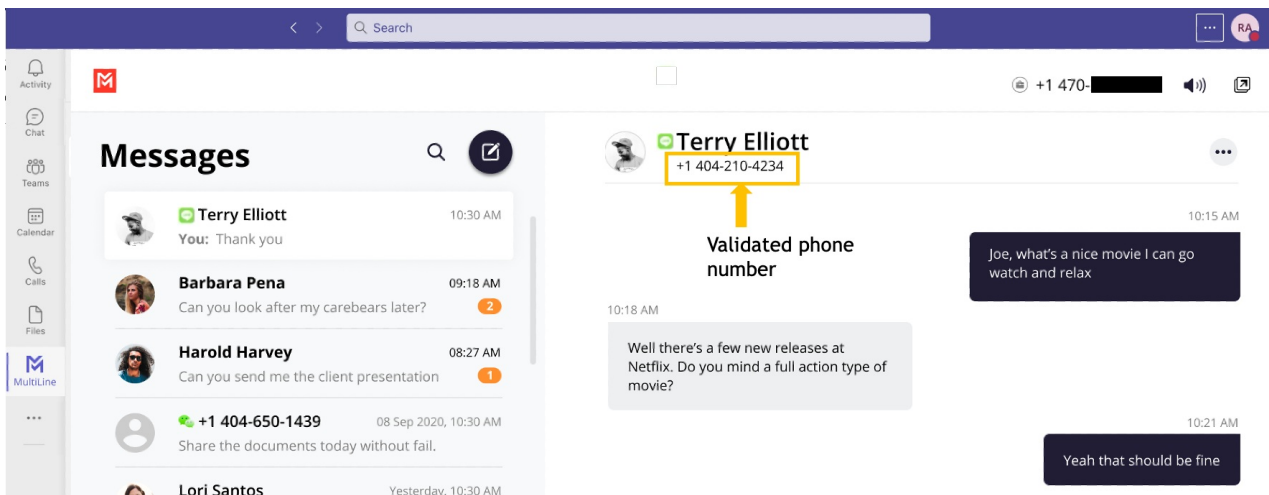 Search
RA
Activity
Chat
Teams
Calendar
Calls
Files
MultiLine
+1 470-
Messages
Terry Elliott
10:30 AM
You: Thank you
Barbara Pena
09:18 AM
Can you look after my carebears later?
2
Harold Harvey
08:27 AM
Can you send me the client presentation
1
+1 404-650-1439
08 Sep 2020, 10:30 AM
Share the documents today without fail.
Lori Santos
Yesterday, 10:30 AM
Terry Elliott
+1 404-210-4234
Validated phone
number
10:15 AM
Joe, what's a nice movie I can go
watch and relax
10:18 AM
Well there's a few new releases at
Netflix. Do you mind a full action type of
movie?
10:21 AM
Yeah that should be fine